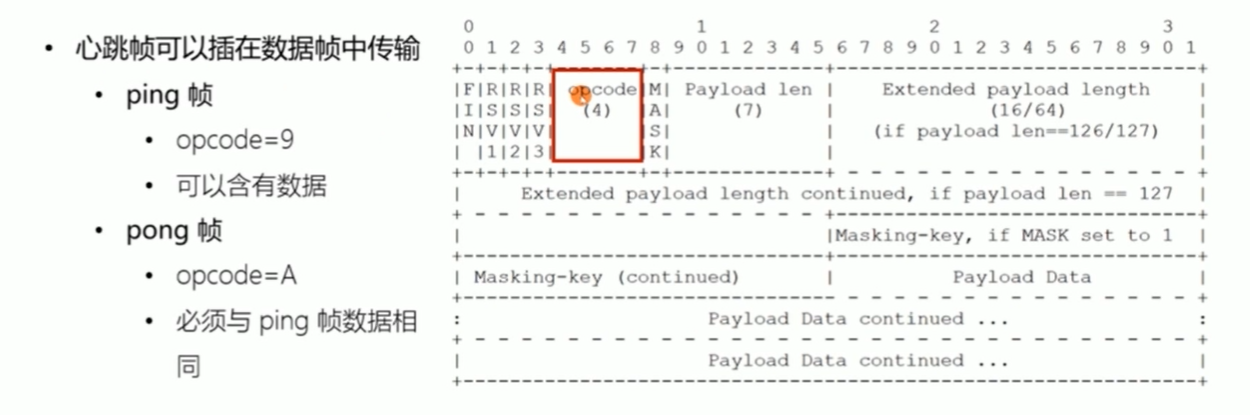 • 心跳帧可以插在数据帧中传输
• ping 帧
• opcode=9
• 可以含有数据
• pong 帧
• opcode=A
• 必须与 ping 帧数据相
同
 0                   1                   2                   3
 0 1 2 3 4 5 6 7 8 9 0 1 2 3 4 5 6 7 8 9 0 1 2 3 4 5 6 7 8 9 0 1
+-+-+-+-+-------+-+-------------+-------------------------------+
|F|R|R|R| opcode|M| Payload len |    Extended payload length    |
|I|S|S|S|  (4)  |A|     (7)     |             (16/64)           |
|N|V|V|V|       |S|             |   (if payload len==126/127)   |
| |1|2|3|       |K|             |                               |
+-+-+-+-+-------+-+-------------+ - - - - - - - - - - - - - - - +
|     Extended payload length continued, if payload len == 127  |
+ - - - - - - - - - - - - - - - +-------------------------------+
|                               |Masking-key, if MASK set to 1  |
+-------------------------------+-------------------------------+
| Masking-key (continued)       |          Payload Data         |
+-------------------------------- - - - - - - - - - - - - - - - +
:                     Payload Data continued ...                :
+ - - - - - - - - - - - - - - - - - - - - - - - - - - - - - - - +
|                     Payload Data continued ...                |
+---------------------------------------------------------------+